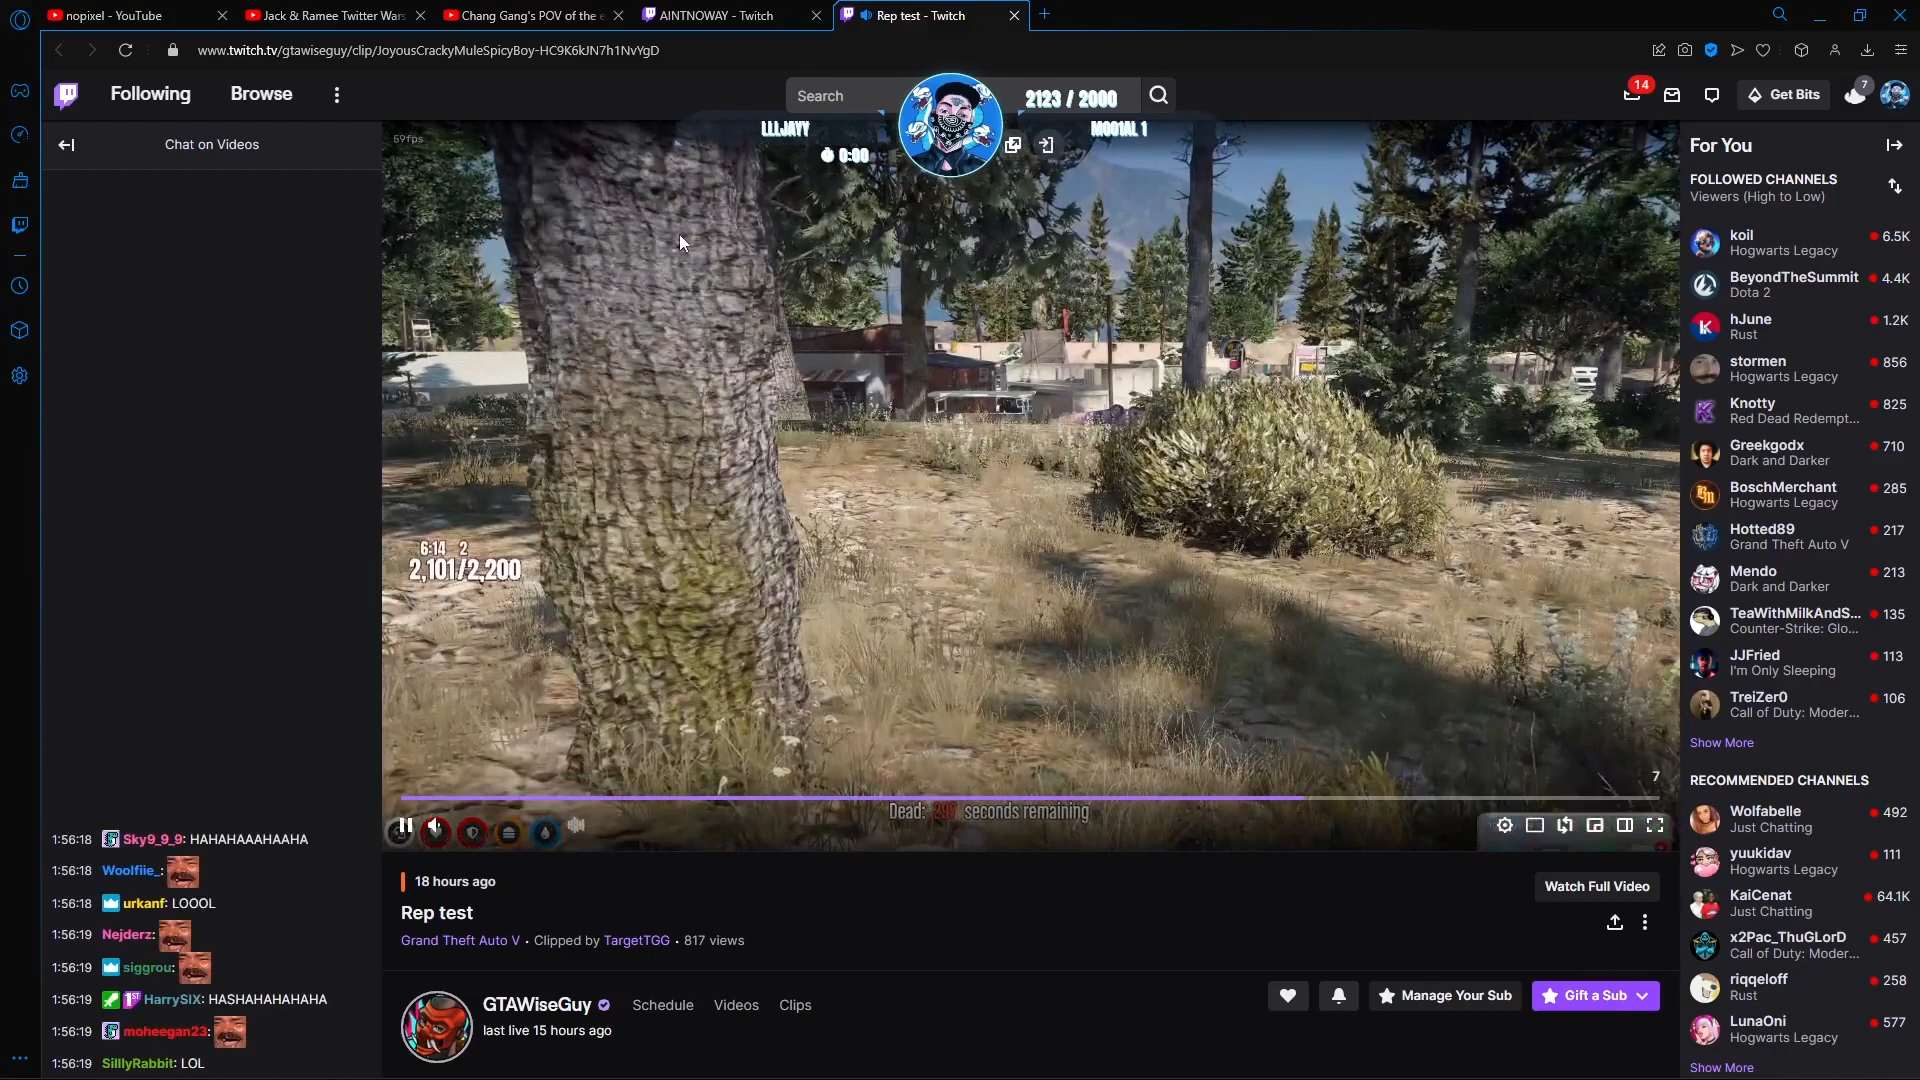 nopixel - YouTube
Jack & Ramee Twitter Wars
Chang Gang's POV of the e
AINTNOWAY - Twitch
Rep test - Twitch
www.twitch.tv/gtawiseguy/clip/JoyousCrackyMuleSpicyBoy-HC9K6kJN7h1NvYgD
Following
Browse
Search
2123 / 2000
14
Get Bits
7
LLLJAYY
MOO1AL 1
0:00
Chat on Videos
59fps
6:14 2
2,101/2,200
7
Dead: 297 seconds remaining
1:56:18 Sky9_9_9: HAHAHAAAHAAHA
1:56:18 Woolfiie_:
1:56:18 urkanf: LOOOL
1:56:19 Nejderz:
1:56:19 siggrou:
1:56:19 1ST HarrySIX: HASHAHAHAHAHA
1:56:19 moheegan23:
1:56:19 SilllyRabbit: LOL
18 hours ago
Watch Full Video
Rep test
Grand Theft Auto V • Clipped by TargetTGG • 817 views
GTAWiseGuy
Schedule
Videos
Clips
last live 15 hours ago
Manage Your Sub
Gift a Sub
For You
FOLLOWED CHANNELS
Viewers (High to Low)
koil 6.5K
Hogwarts Legacy
BeyondTheSummit 4.4K
Dota 2
hJune 1.2K
Rust
stormen 856
Hogwarts Legacy
Knotty 825
Red Dead Redempt...
Greekgodx 710
Dark and Darker
BoschMerchant 285
Hogwarts Legacy
Hotted89 217
Grand Theft Auto V
Mendo 213
Dark and Darker
TeaWithMilkAndS... 135
Counter-Strike: Glo...
JJFried 113
I'm Only Sleeping
TreiZer0 106
Call of Duty: Moder...
Show More
RECOMMENDED CHANNELS
Wolfabelle 492
Just Chatting
yuukidav 111
Hogwarts Legacy
KaiCenat 64.1K
Just Chatting
x2Pac_ThuGLorD 457
Call of Duty: Moder...
riqqeloff 258
Rust
LunaOni 577
Hogwarts Legacy
Show More